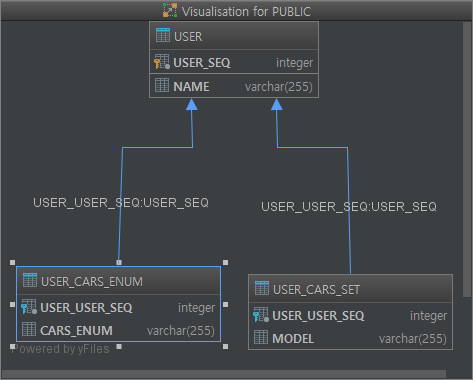 Visualisation for PUBLIC
USER
USER_SEQ integer
NAME varchar(255)
USER_USER_SEQ:USER_SEQ
USER_USER_SEQ:USER_SEQ
USER_CARS_ENUM
USER_USER_SEQ integer
CARS_ENUM varchar(255)
USER_CARS_SET
USER_USER_SEQ integer
MODEL varchar(255)
Powered by yFiles